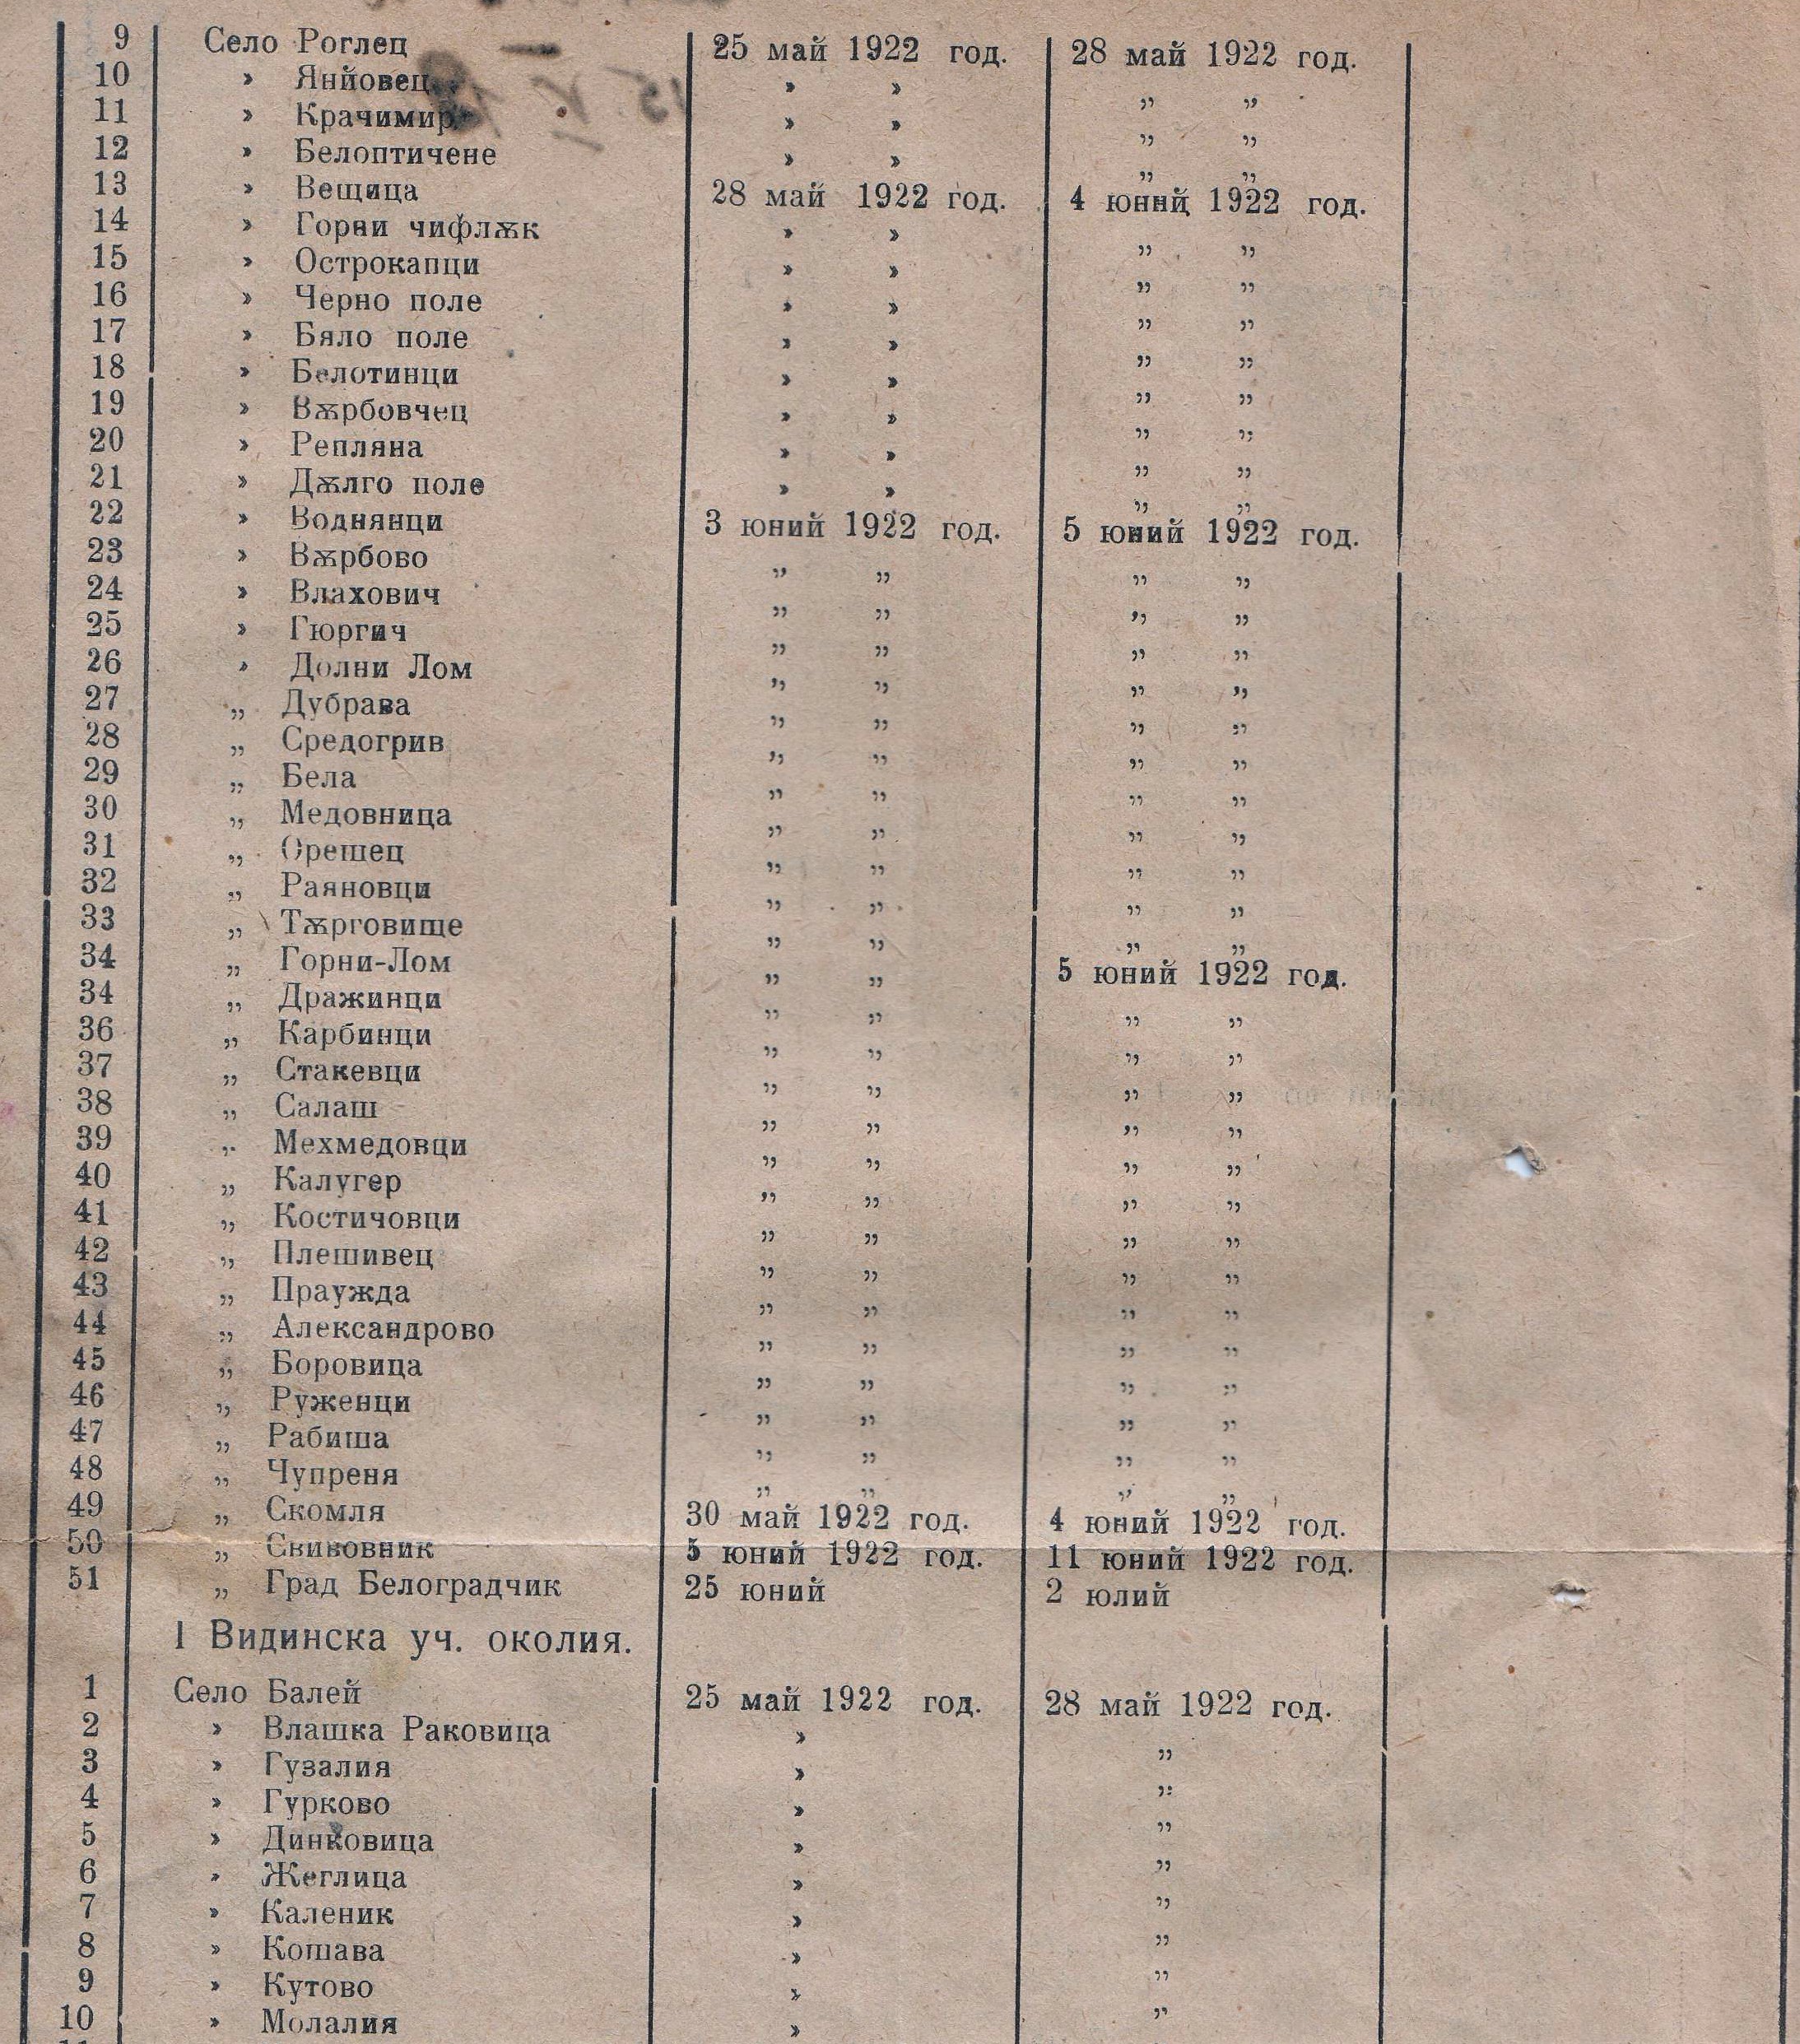 9 Село Роглец 25 май 1922 год. 28 май 1922 год.
10 » Янйовец » » „ „
11 » Крачимир » » „ „
12 » Белоптичене » » „ „
13 » Вещица 28 май 1922 год. 4 юний 1922 год.
14 » Горни чифлѫк » » „ „
15 » Острокапци » » „ „
16 » Черно поле » » „ „
17 » Бяло поле » » „ „
18 » Белотинци » » „ „
19 » Вѫрбовчец » » „ „
20 » Репляна » » „ „
21 » Дѫлго поле » » „ „
22 » Воднянци 3 юний 1922 год. 5 юний 1922 год.
23 » Вѫрбово „ „ „ „
24 » Влахович „ „ „ „
25 » Гюргич „ „ „ „
26 » Долни Лом „ „ „ „
27 „ Дубрава „ „ „ „
28 „ Средогрив „ „ „ „
29 „ Бела „ „ „ „
30 „ Медовница „ „ „ „
31 „ Орешец „ „ „ „
32 „ Раяновци „ „ „ „
33 „ Тѫрговище „ „ „ „
34 „ Горни-Лом „ „ 5 юний 1922 год.
34 „ Дражинци „ „ „ „
36 „ Карбинци „ „ „ „
37 „ Стакевци „ „ „ „
38 „ Салаш „ „ „ „
39 „ Мехмедовци „ „ „ „
40 „ Калугер „ „ „ „
41 „ Костичовци „ „ „ „
42 „ Плешивец „ „ „ „
43 „ Праужда „ „ „ „
44 „ Александрово „ „ „ „
45 „ Боровица „ „ „ „
46 „ Руженци „ „ „ „
47 „ Рабиша „ „ „ „
48 „ Чупреня „ „ „ „
49 „ Скомля 30 май 1922 год. 4 юний 1922 год.
50 „ Свиновник 5 юний 1922 год. 11 юний 1922 год.
51 „ Град Белоградчик 25 юний 2 юлий
I Видинска уч. околия.
1 Село Балей 25 май 1922 год. 28 май 1922 год.
2 » Влашка Раковица » „
3 » Гузалия » „
4 » Гурково » „
5 » Динковица » „
6 » Жеглица » „
7 » Каленик » „
8 » Кошава » „
9 » Кутово » „
10 » Молалия »